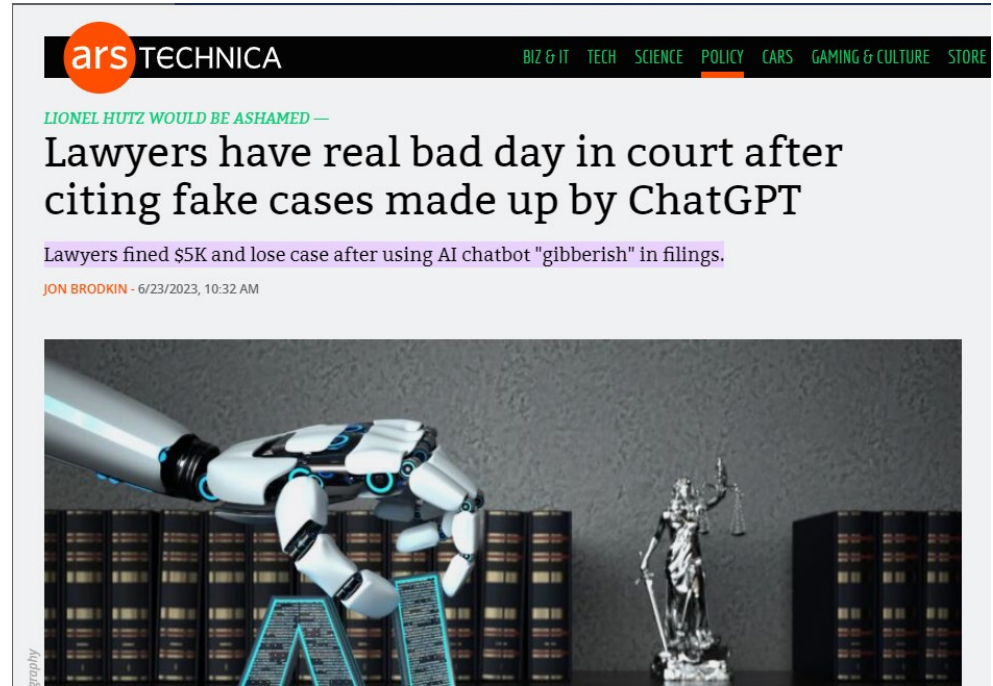 ars TECHNICA
BIZ & IT TECH SCIENCE POLICY CARS GAMING & CULTURE STORE
LIONEL HUTZ WOULD BE ASHAMED —
Lawyers have real bad day in court after
citing fake cases made up by ChatGPT
Lawyers fined $5K and lose case after using AI chatbot "gibberish" in filings.
JON BRODKIN - 6/23/2023, 10:32 AM
AI